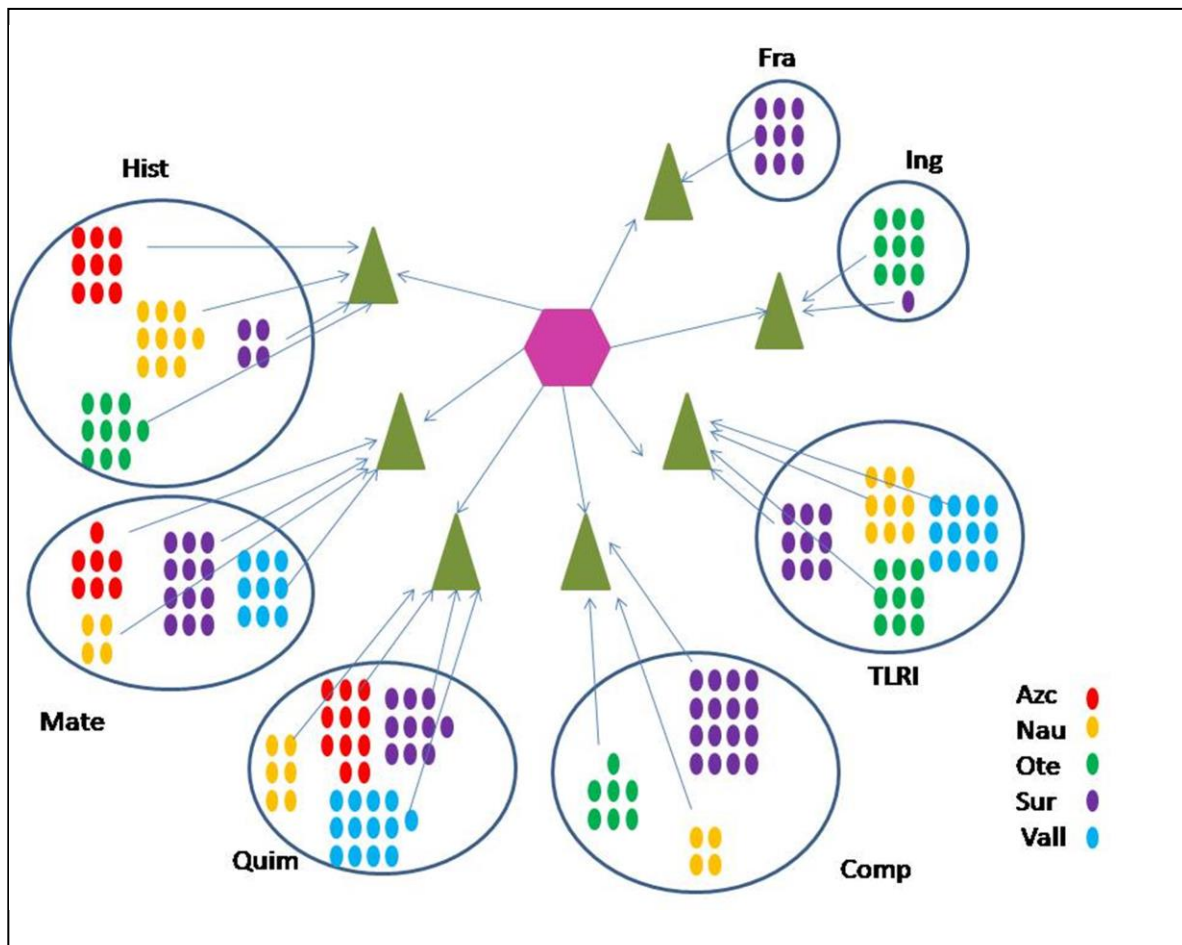 Fra
Ing
Hist
TLRI
Mate
Quim
Comp
Azc
Nau
Ote
Sur
Vall